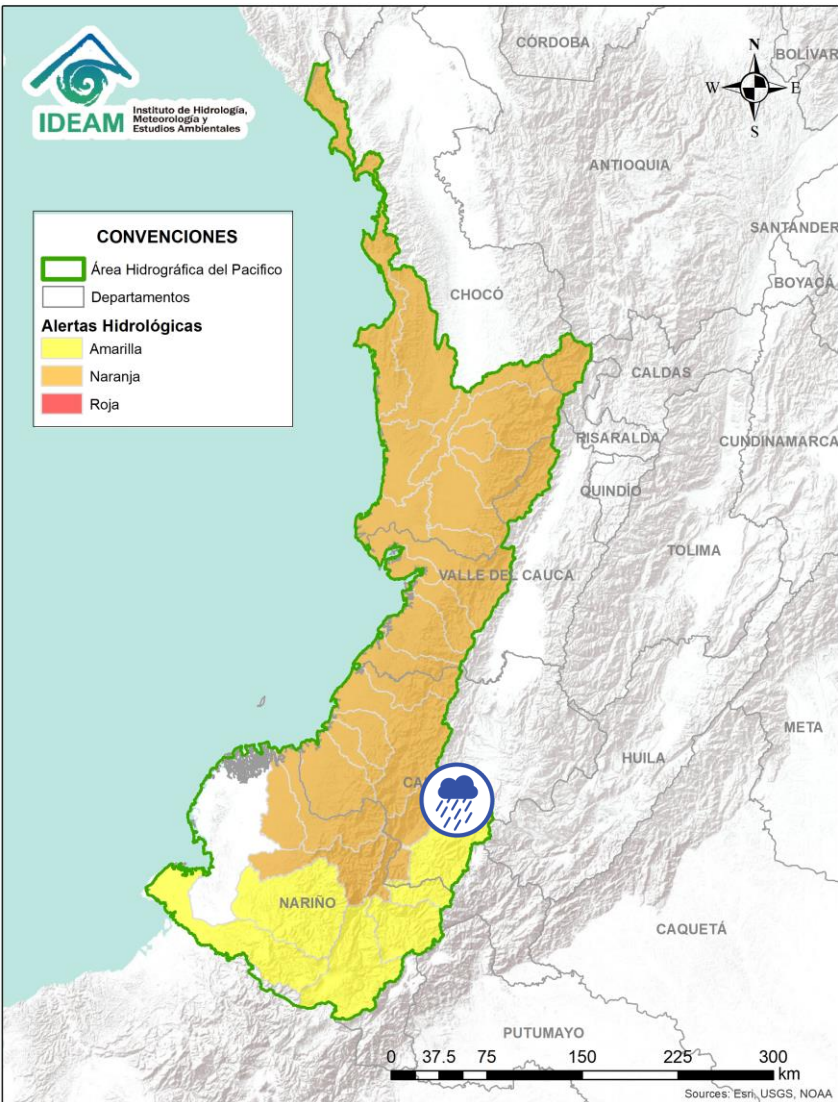 IDEAM
Instituto de Hidrología,
Meteorología y
Estudios Ambientales
N
W E
S
CÓRDOBA
BOLÍVAR
ANTIOQUIA
SANTANDER
BOYACÁ
CONVENCIONES
Área Hidrográfica del Pacifico
Departamentos
Alertas Hidrológicas
Amarilla
Naranja
Roja
CHOCÓ
CALDAS
RISARALDA
CUNDINAMARCA
QUINDÍO
TOLIMA
VALLE DEL CAUCA
META
HUILA
NARIÑO
CAQUETÁ
PUTUMAYO
0 37.5 75 150 225 300
km
Sources: Esri, USGS, NOAA